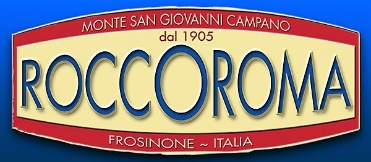 MONTE SAN GIOVANNI CAMPANO
dal 1905
ROCCOROMA
FROSINONE ~ ITALIA